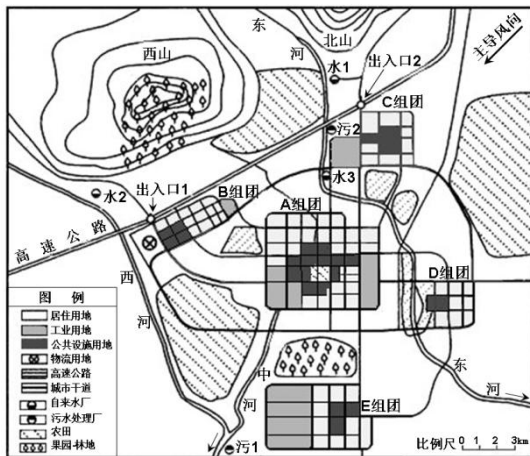 东
河
北山
主导风向
西山
水1
出入口2
C组团
污2
出入口1
水2
B组团
水3
A组团
高速公路
西
河
D组团
图 例
居住用地
工业用地
公共设施用地
物流用地
高速公路
城市干道
自来水厂
污水处理厂
农田
果园·林地
中
河
东
河
E组团
污1
比例尺 0 1 2 3km